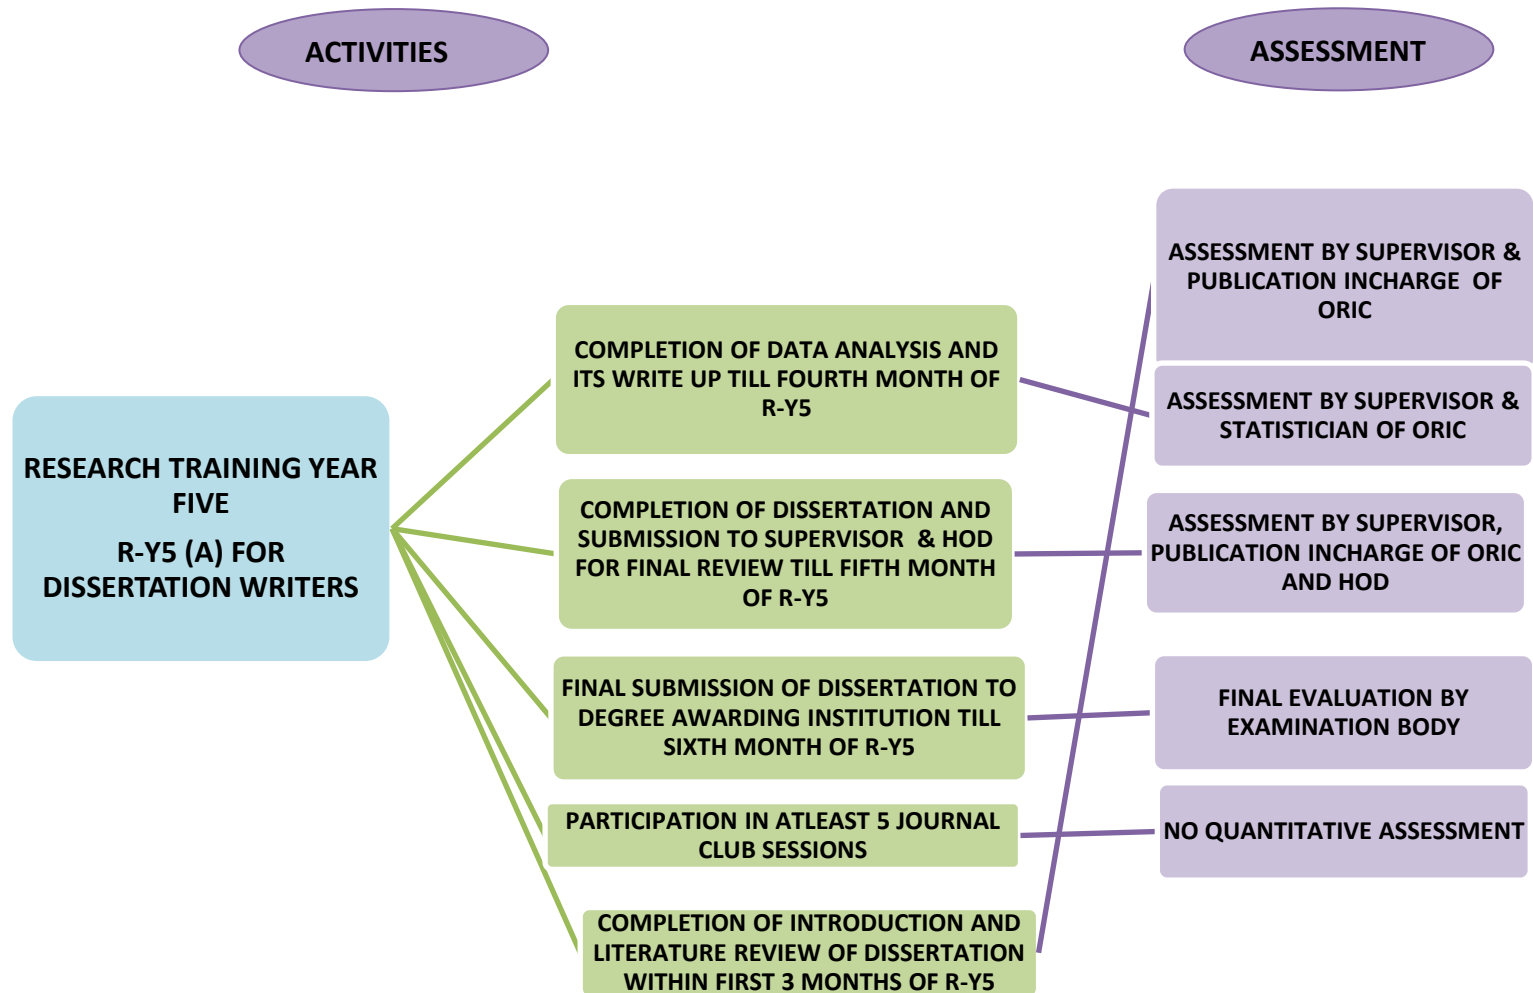 ACTIVITIES
ASSESSMENT
RESEARCH TRAINING YEAR
FIVE
R-Y5 (A) FOR
DISSERTATION WRITERS
COMPLETION OF DATA ANALYSIS AND
ITS WRITE UP TILL FOURTH MONTH OF
R-Y5
COMPLETION OF DISSERTATION AND
SUBMISSION TO SUPERVISOR & HOD
FOR FINAL REVIEW TILL FIFTH MONTH
OF R-Y5
FINAL SUBMISSION OF DISSERTATION TO
DEGREE AWARDING INSTITUTION TILL
SIXTH MONTH OF R-Y5
PARTICIPATION IN ATLEAST 5 JOURNAL
CLUB SESSIONS
COMPLETION OF INTRODUCTION AND
LITERATURE REVIEW OF DISSERTATION
WITHIN FIRST 3 MONTHS OF R-Y5
ASSESSMENT BY SUPERVISOR &
PUBLICATION INCHARGE OF
ORIC
ASSESSMENT BY SUPERVISOR &
STATISTICIAN OF ORIC
ASSESSMENT BY SUPERVISOR,
PUBLICATION INCHARGE OF ORIC
AND HOD
FINAL EVALUATION BY
EXAMINATION BODY
NO QUANTITATIVE ASSESSMENT